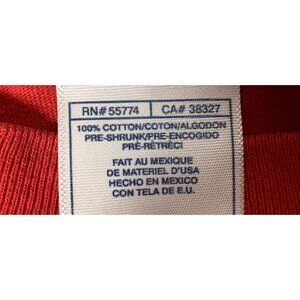 RN# 55774 CA# 38327
100% COTTON/COTON/ALGODON
PRE-SHRUNK/PRE-ENCOGIDO
PRÉ-RÉTRÉCI
FAIT AU MEXIQUE
DE MATERIEL D'USA
HECHO EN MEXICO
CON TELA DE E.U.